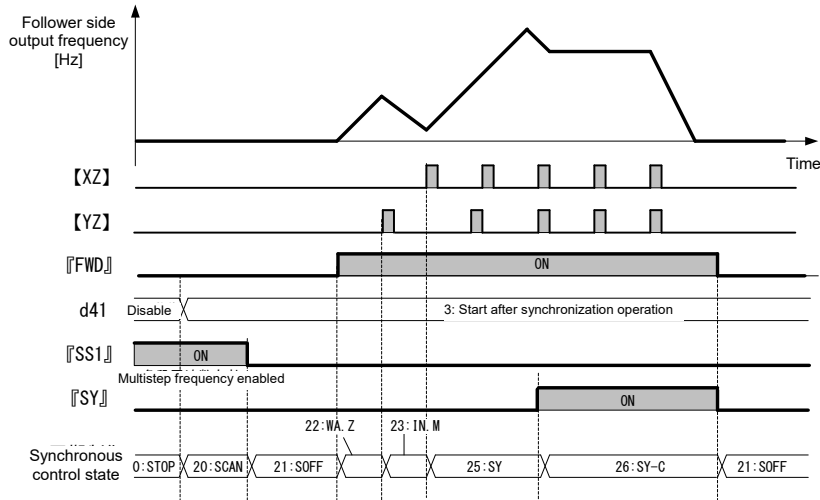 Follower side
output frequency
[Hz]
Time
【XZ】
【YZ】
『FWD』 ON
d41 Disable 3: Start after synchronization operation
『SS1』 ON
Multistep frequency enabled
『SY』 ON
22:WA.Z 23:IN.M
Synchronous
control state
0:STOP 20:SCAN 21:SOFF 25:SY 26:SY-C 21:SOFF